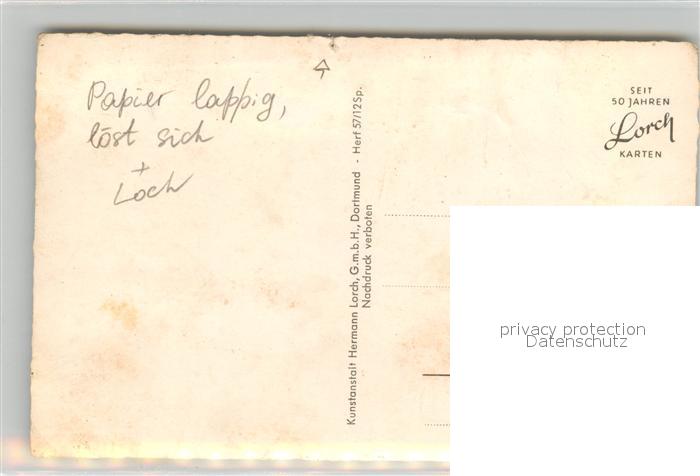 Papier lappig,
löst sich
+
Loch
Kunstanstalt Hermann Lorch, G.m.b.H., Dortmund - Herf 57/12Sp.
Nachdruck verboten
SEIT
50 JAHREN
Lorch
KARTEN
privacy protection
Datenschutz